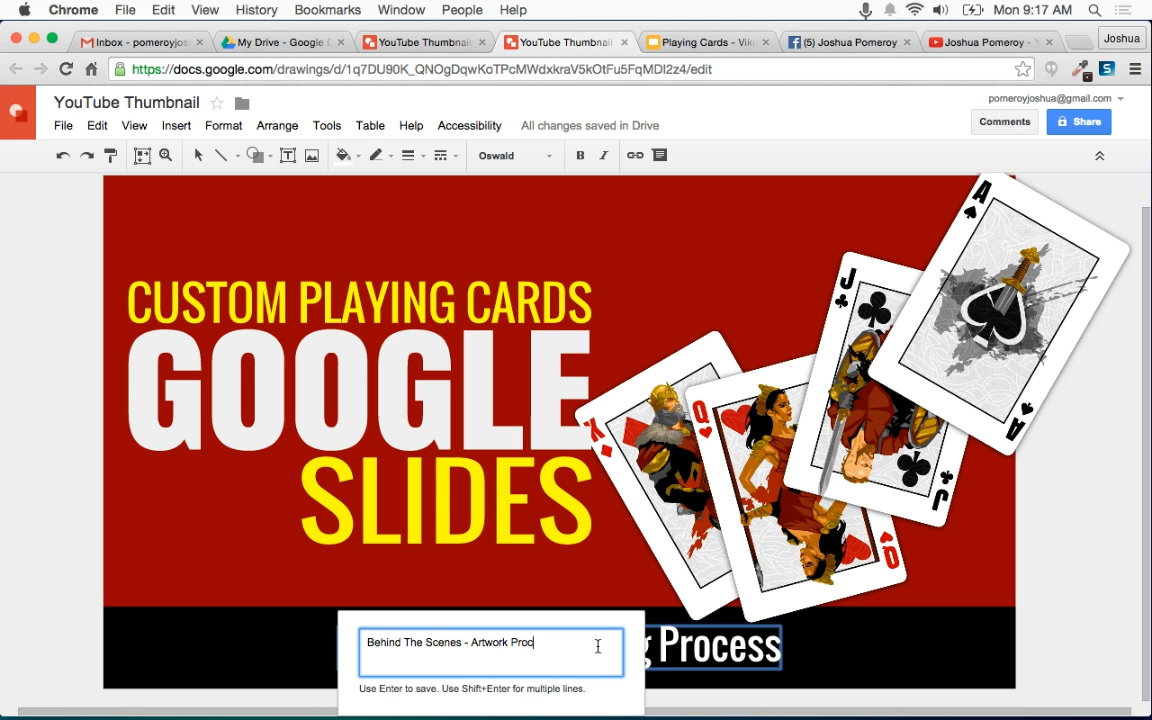 Chrome File Edit View History Bookmarks Window People Help Mon 9:17 AM
Inbox - pomeroyjos
My Drive - Google D
YouTube Thumbnail
YouTube Thumbnail
Playing Cards - Viki
(5) Joshua Pomeroy
Joshua Pomeroy - Y
Joshua
https://docs.google.com/drawings/d/1q7DU90K_QNOgDqwKoTPcMWdxkraV5kOtFu5FqMDI2z4/edit
YouTube Thumbnail
pomeroyjoshua@gmail.com
File Edit View Insert Format Arrange Tools Table Help Accessibility All changes saved in Drive
Comments
Share
Oswald B I
CUSTOM PLAYING CARDS
GOOGLE
SLIDES
A
A
J
J
Q
Q
K
Behind The Scenes - Artwork Proc
Process
Use Enter to save. Use Shift+Enter for multiple lines.